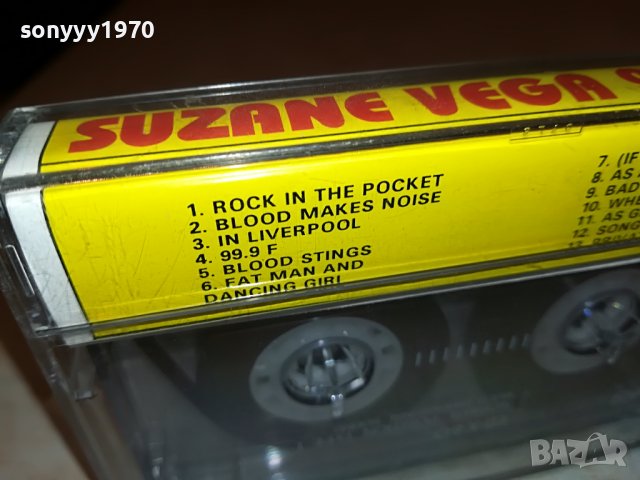 sonyyy1970
SUZANE VEGA
1. ROCK IN THE POCKET
2. BLOOD MAKES NOISE
3. IN LIVERPOOL
4. 99.9 F
5. BLOOD STINGS
6. FAT MAN AND
DANCING GIRL
7. (IF
8. AS
9. BAD
10. WHE
11. AS
12. SONG
13.
BAZAR